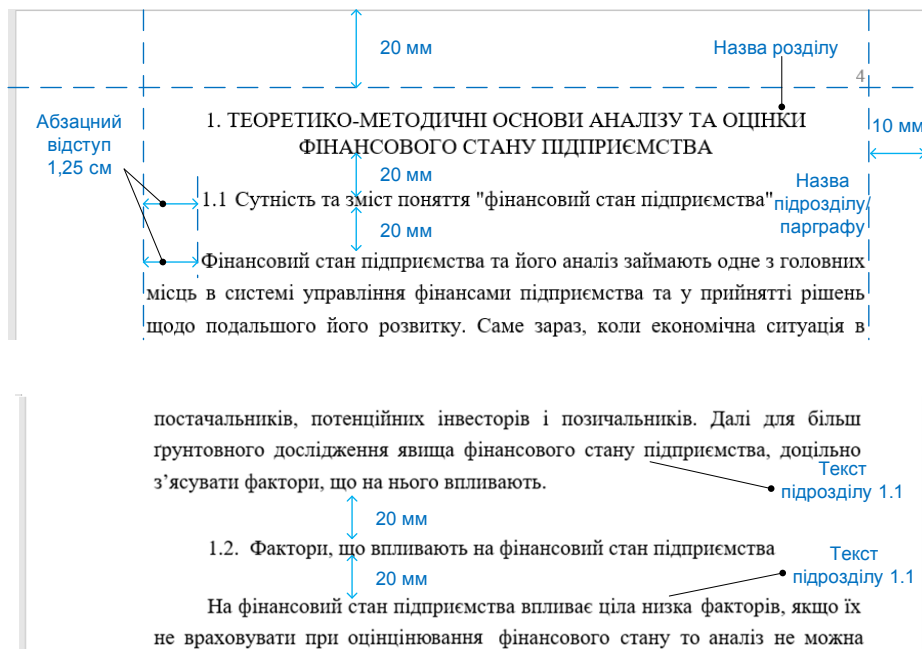 20 мм
Назва розділу
4
Абзацний
відступ
1,25 см
1. ТЕОРЕТИКО-МЕТОДИЧНІ ОСНОВИ АНАЛІЗУ ТА ОЦІНКИ
ФІНАНСОВОГО СТАНУ ПІДПРИЄМСТВА
10 мм
20 мм
1.1 Сутність та зміст поняття "фінансовий стан підприємства"
Назва
підрозділу/
парграфу
20 мм
Фінансовий стан підприємства та його аналіз займають одне з головних
місць в системі управління фінансами підприємства та у прийнятті рішень
щодо подальшого його розвитку. Саме зараз, коли економічна ситуація в
постачальників, потенційних інвесторів і позичальників. Далі для більш
ґрунтовного дослідження явища фінансового стану підприємства, доцільно
з’ясувати фактори, що на нього впливають.
Текст
підрозділу 1.1
20 мм
1.2. Фактори, що впливають на фінансовий стан підприємства
20 мм
Текст
підрозділу 1.1
На фінансовий стан підприємства впливає ціла низка факторів, якщо їх
не враховувати при оцінцінювання фінансового стану то аналіз не можна